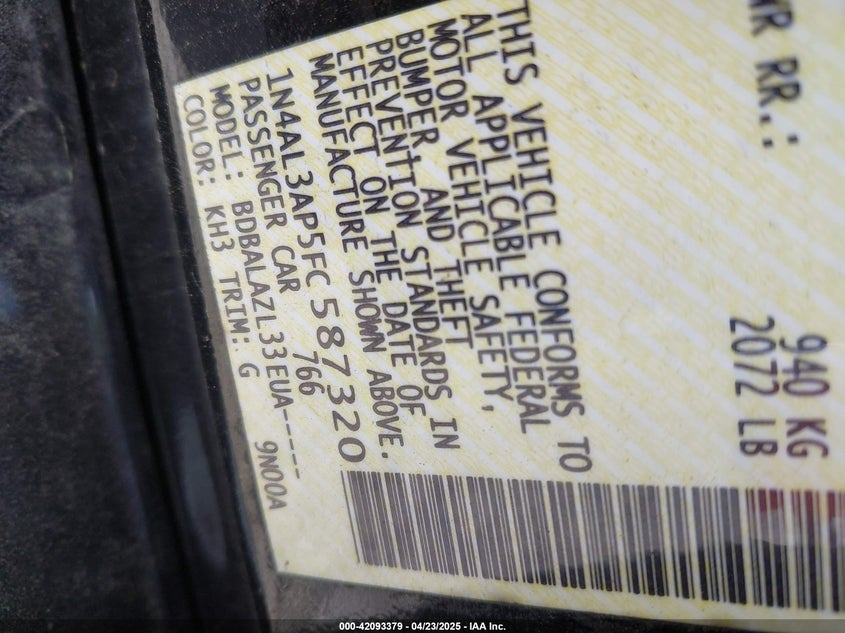 WR RR.: 940 KG
2072 LB
THIS VEHICLE CONFORMS TO
ALL APPLICABLE FEDERAL
MOTOR VEHICLE SAFETY,
BUMPER AND THEFT
PREVENTION STANDARDS IN
EFFECT ON THE DATE OF
MANUFACTURE SHOWN ABOVE.
1N4AL3AP5FC587320
PASSENGER CAR 766
MODEL: BDBALAZL33EUA-----
COLOR: KH3 TRIM: G 9N00A
000-42093379 - 04/23/2025 - IAA Inc.